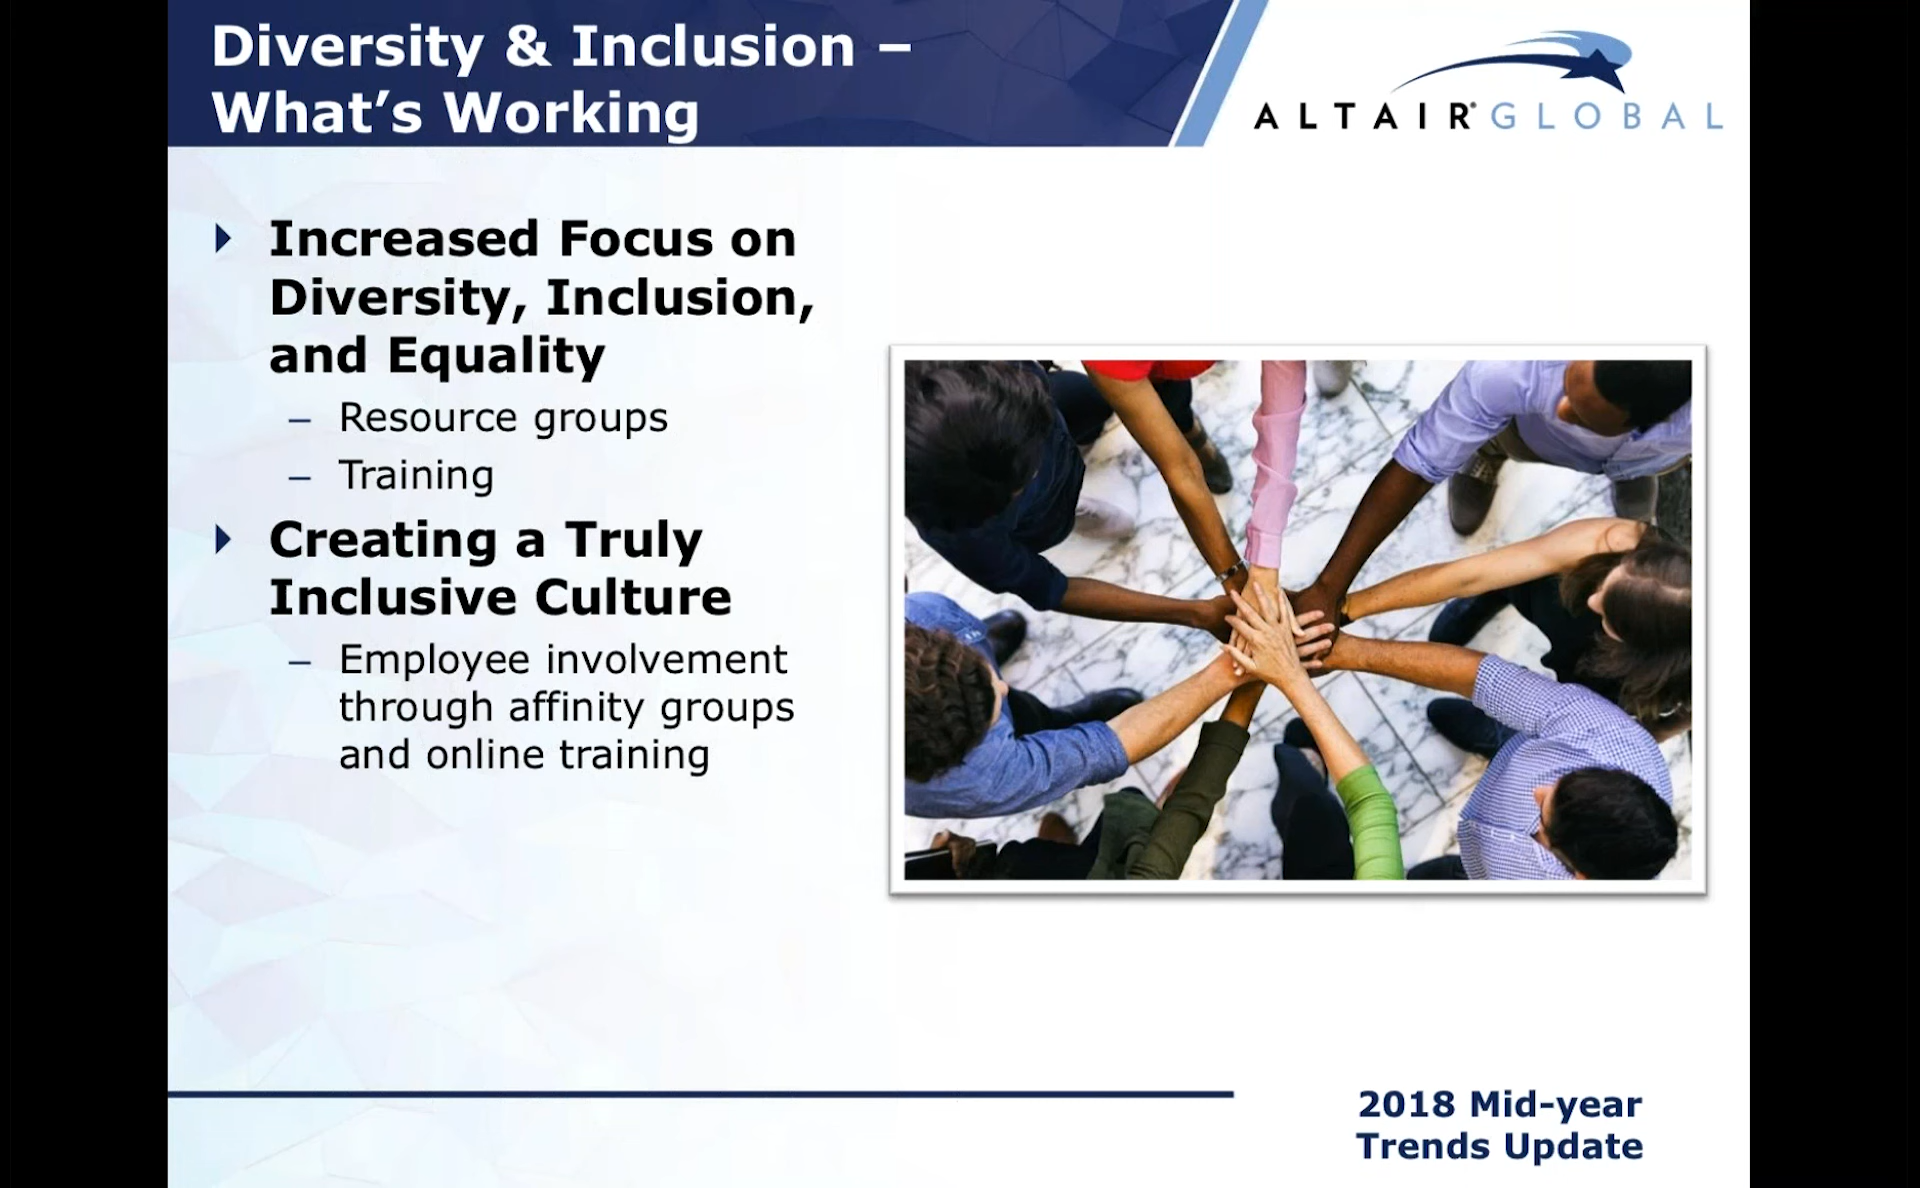 Diversity & Inclusion –
What's Working
ALTAIR® GLOBAL
Increased Focus on
Diversity, Inclusion,
and Equality
– Resource groups
– Training
Creating a Truly
Inclusive Culture
– Employee involvement
through affinity groups
and online training
2018 Mid-year
Trends Update